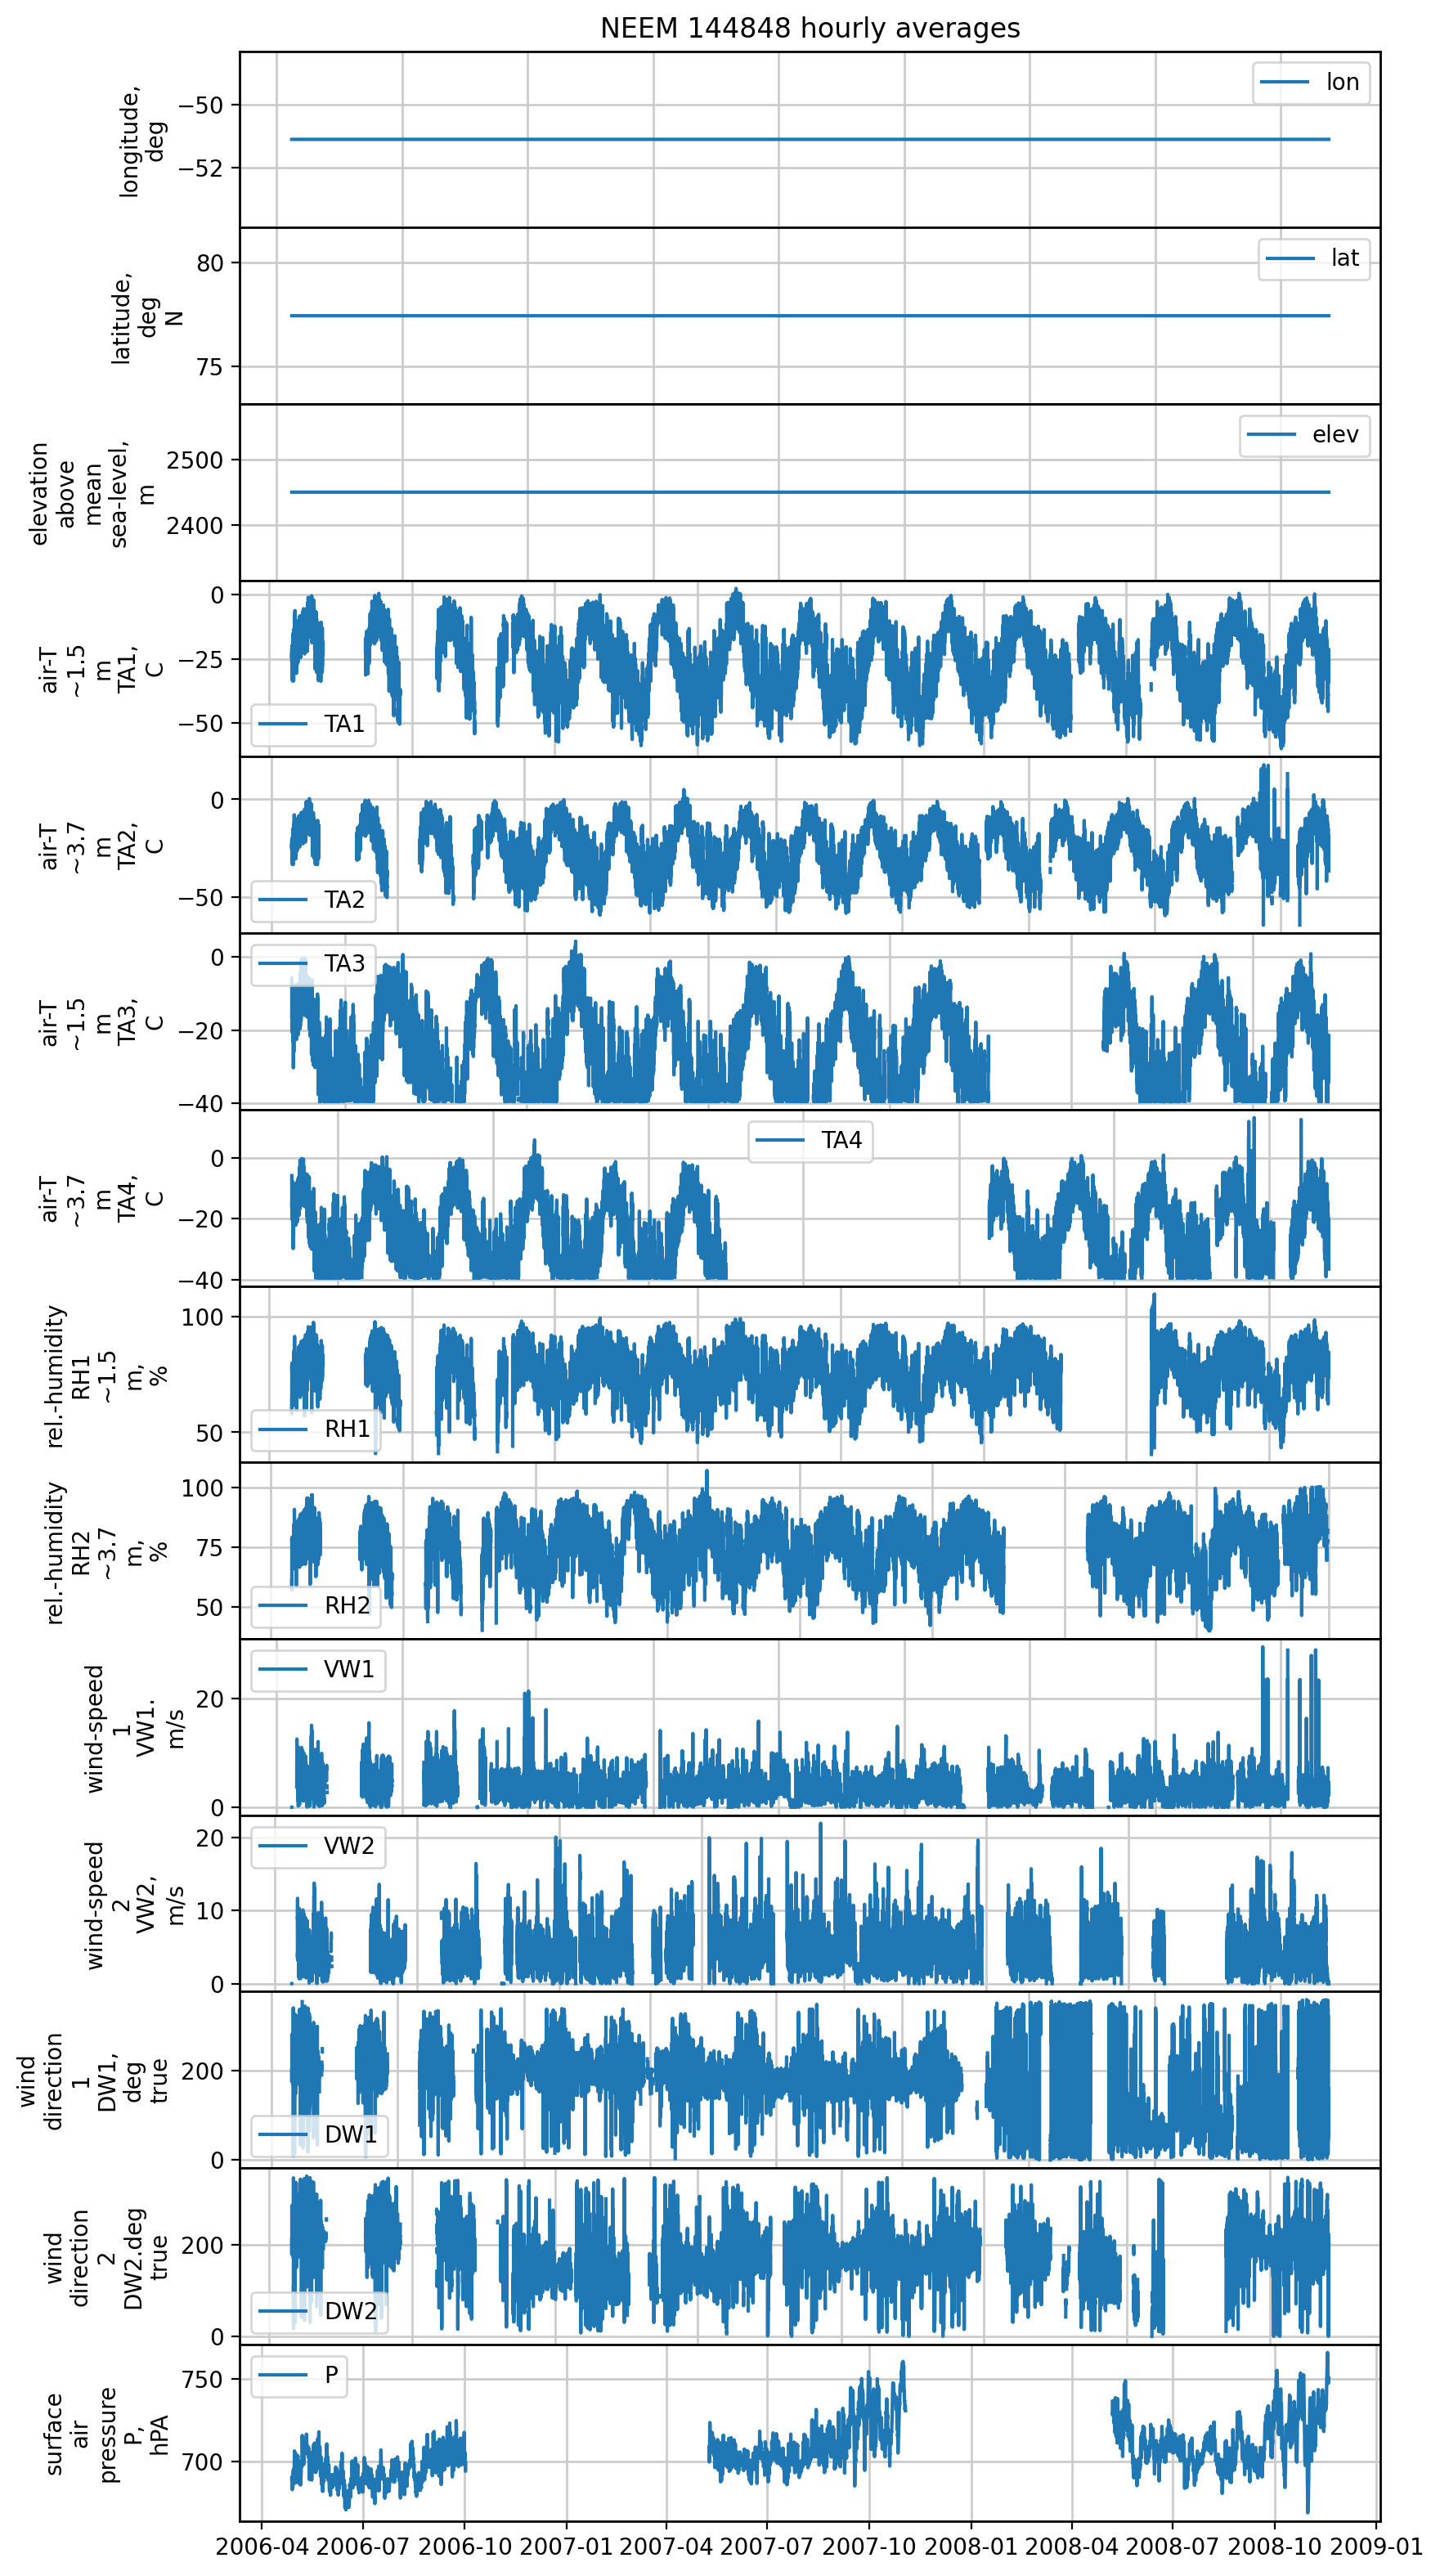 NEEM 144848 hourly averages
longitude,
deg
−50
−52
lon
latitude,
deg
N
80
75
lat
elevation
above
mean
sea-level,
m
2500
2400
elev
air-T
~1.5
m
TA1,
C
0
−25
−50
TA1
air-T
~3.7
m
TA2,
C
0
−50
TA2
air-T
~1.5
m
TA3,
C
0
−20
−40
TA3
air-T
~3.7
m
TA4,
C
0
−20
−40
TA4
rel.-humidity
RH1
~1.5
m,
%
100
50
RH1
rel.-humidity
RH2
~3.7
m,
%
100
75
50
RH2
wind-speed
1
VW1.
m/s
20
0
VW1
wind-speed
2
VW2,
m/s
20
10
0
VW2
wind
direction
1
DW1,
deg
true
200
0
DW1
wind
direction
2
DW2.deg
true
200
0
DW2
surface
air
pressure
P,
hPA
750
700
P
2006-04 2006-07 2006-10 2007-01 2007-04 2007-07 2007-10 2008-01 2008-04 2008-07 2008-10 2009-01